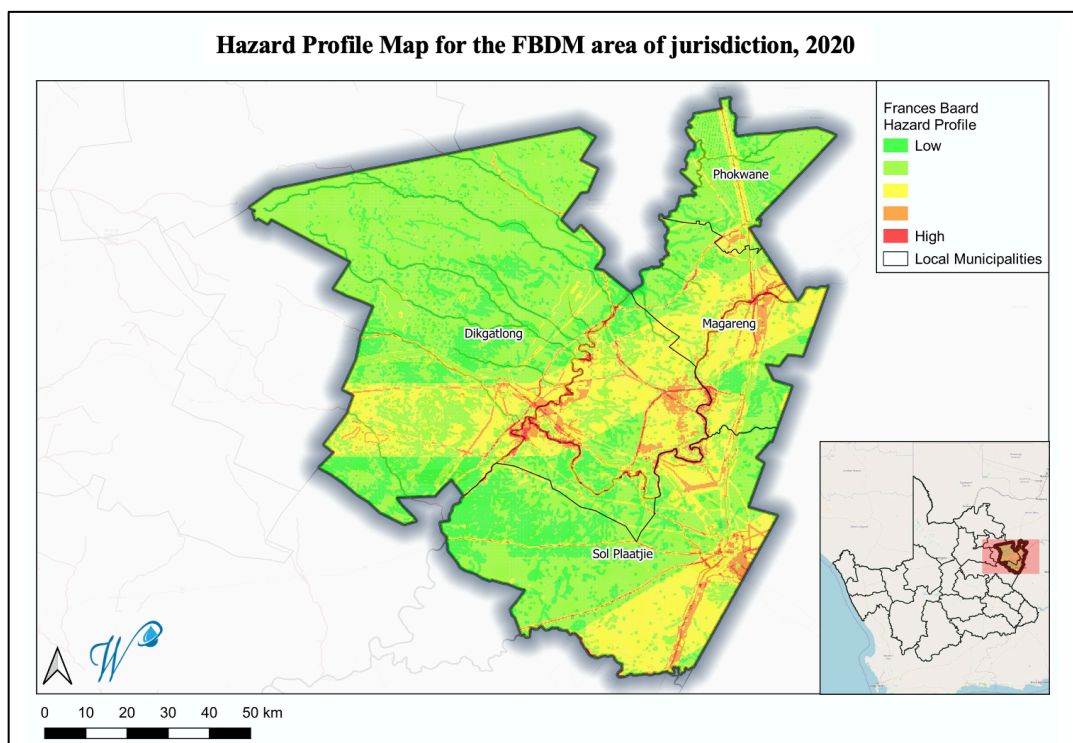 Hazard Profile Map for the FBDM area of jurisdiction, 2020
Frances Baard
Hazard Profile
Low
High
Local Municipalities
Phokwane
Magareng
Dikgatlong
Sol Plaatjie
W
0 10 20 30 40 50 km